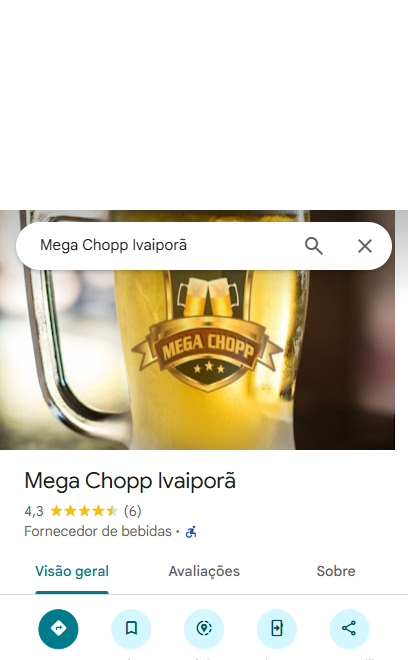 Mega Chopp Ivaiporã
MEGA CHOPP
Mega Chopp Ivaiporã
4,3 (6)
Fornecedor de bebidas ·
Visão geral
Avaliações
Sobre